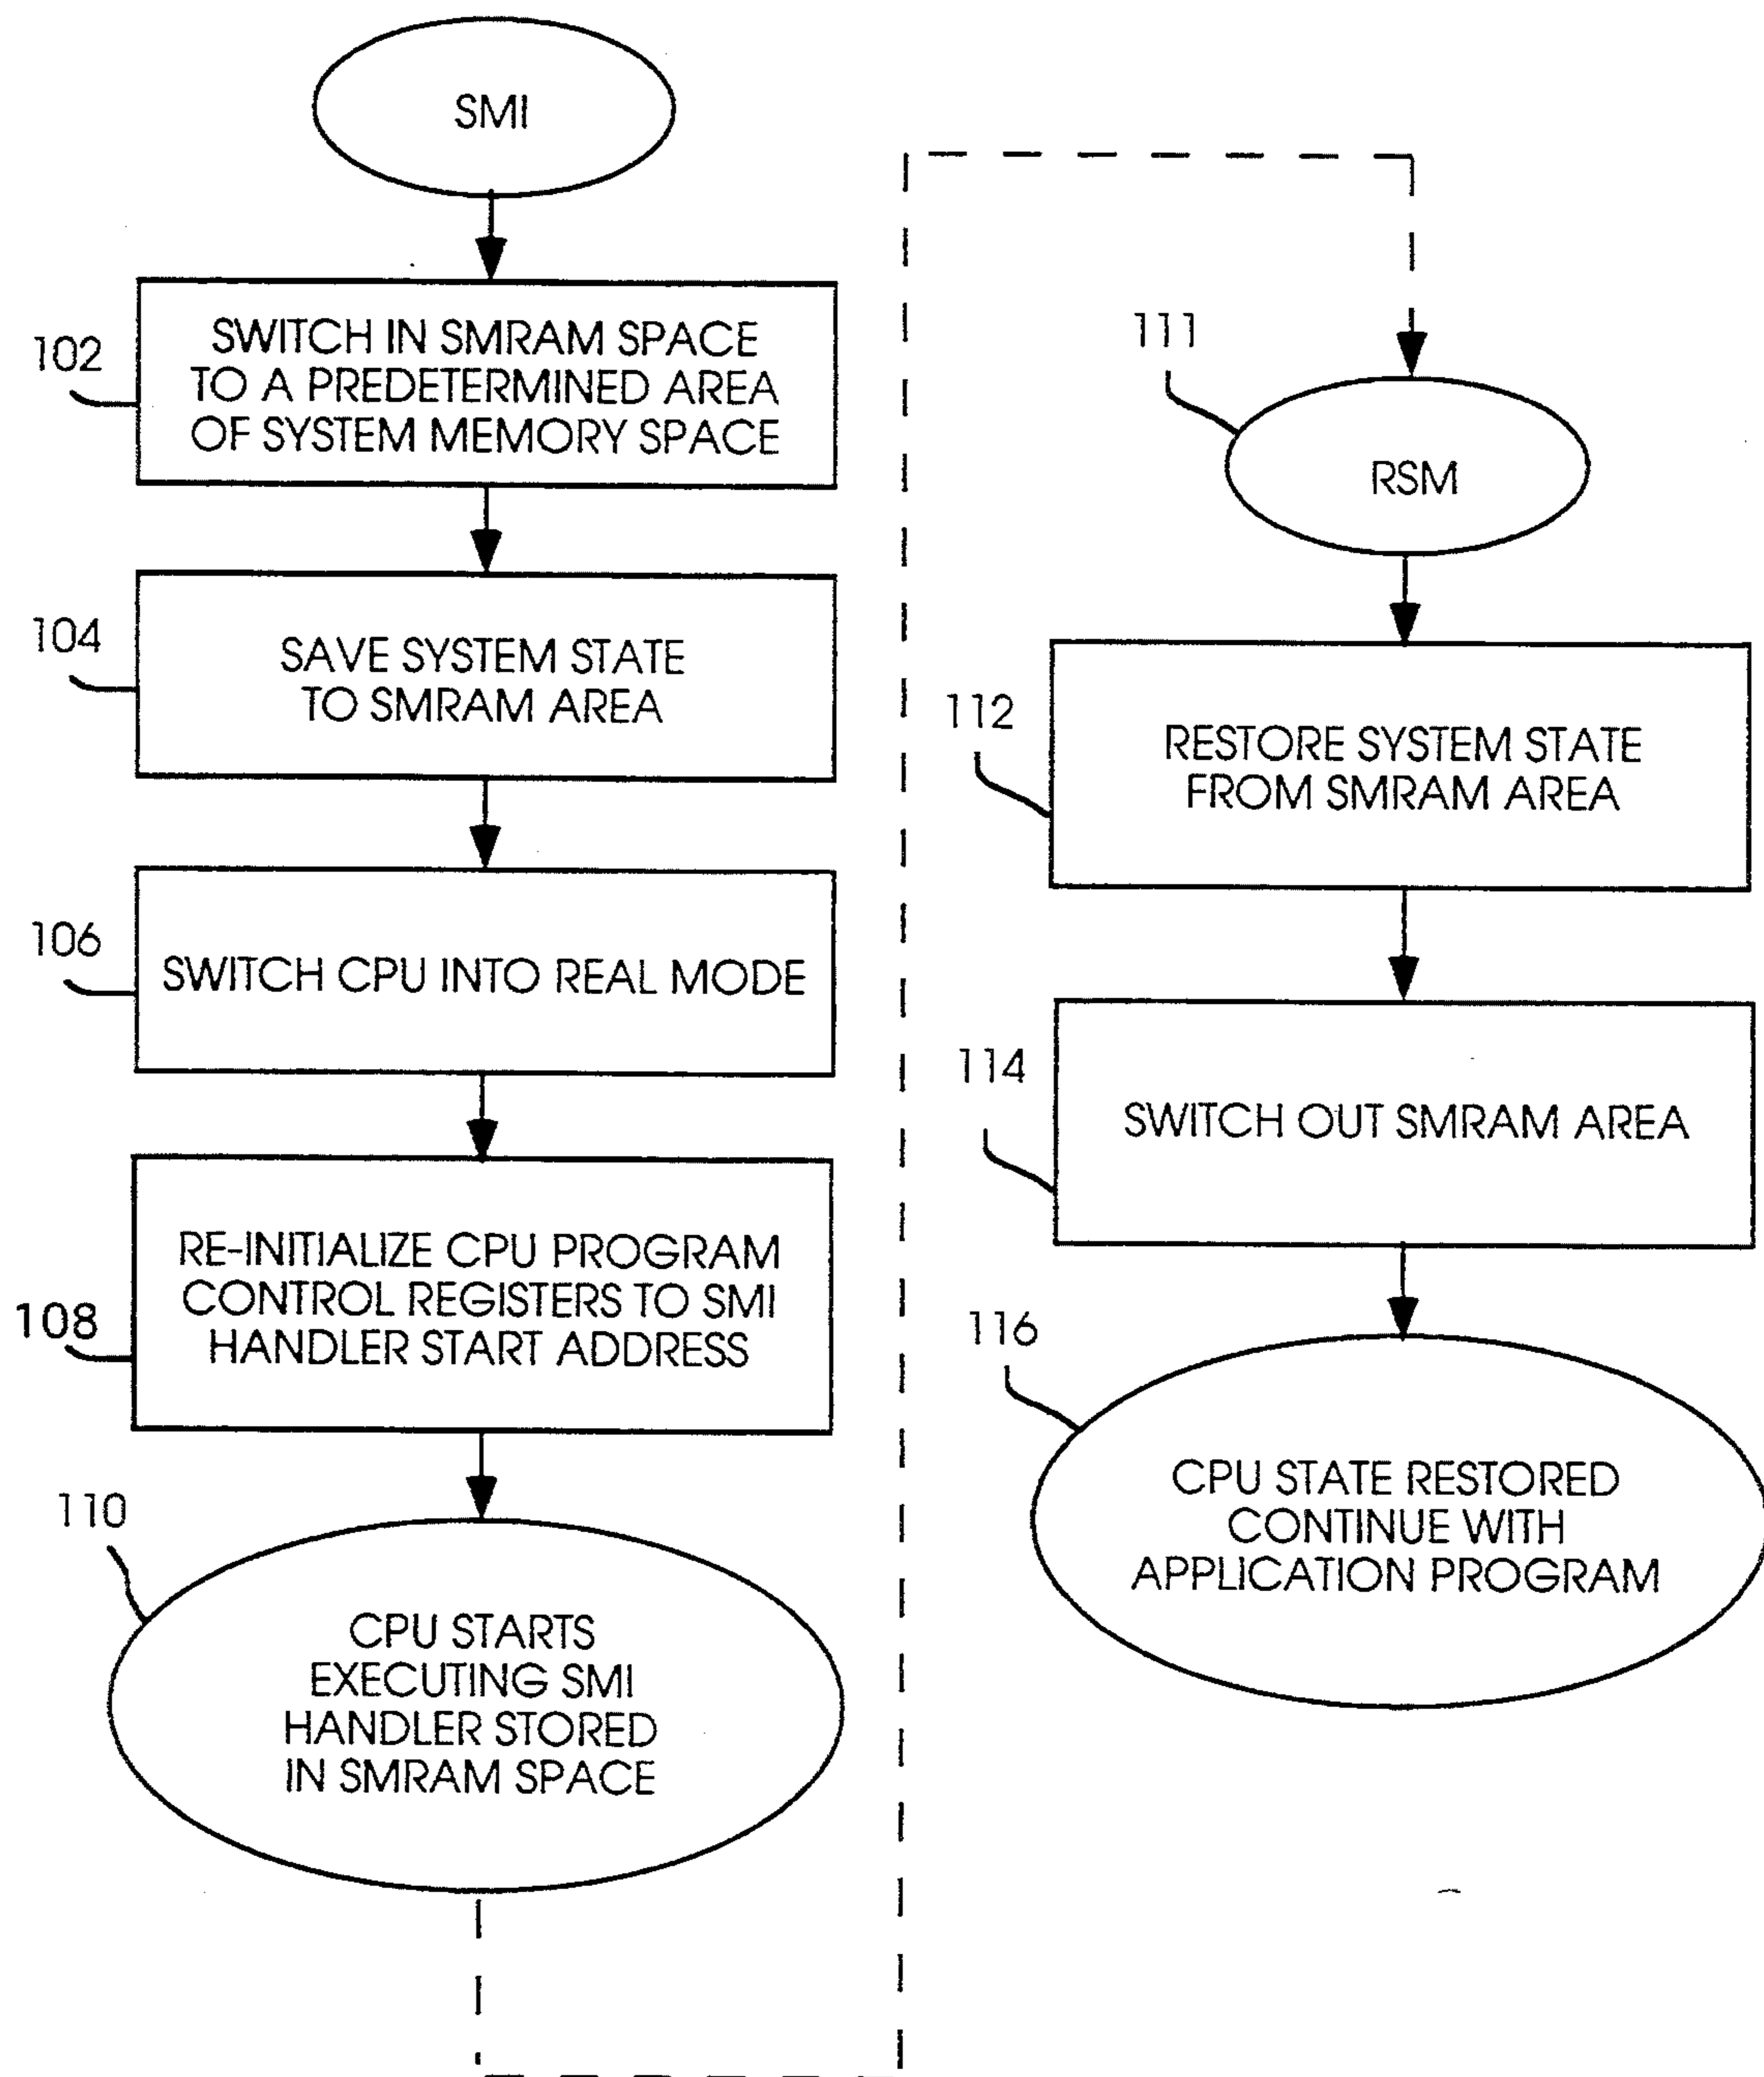 SMI
102
SWITCH IN SMRAM SPACE
TO A PREDETERMINED AREA
OF SYSTEM MEMORY SPACE
104
SAVE SYSTEM STATE
TO SMRAM AREA
106
SWITCH CPU INTO REAL MODE
108
RE-INITIALIZE CPU PROGRAM
CONTROL REGISTERS TO SMI
HANDLER START ADDRESS
110
CPU STARTS
EXECUTING SMI
HANDLER STORED
IN SMRAM SPACE
111
RSM
112
RESTORE SYSTEM STATE
FROM SMRAM AREA
114
SWITCH OUT SMRAM AREA
116
CPU STATE RESTORED
CONTINUE WITH
APPLICATION PROGRAM